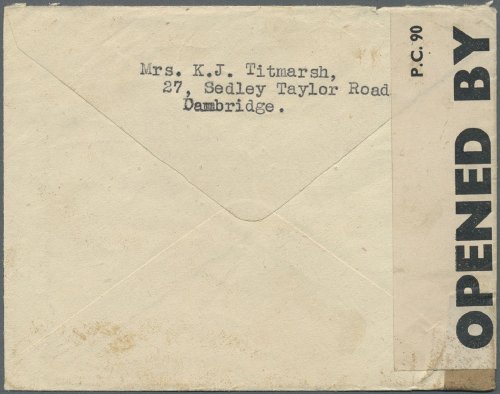 Mrs. K.J. Titmarsh,
27, Sedley Taylor Road
Dambridge.
P.C. 90
OPENED BY